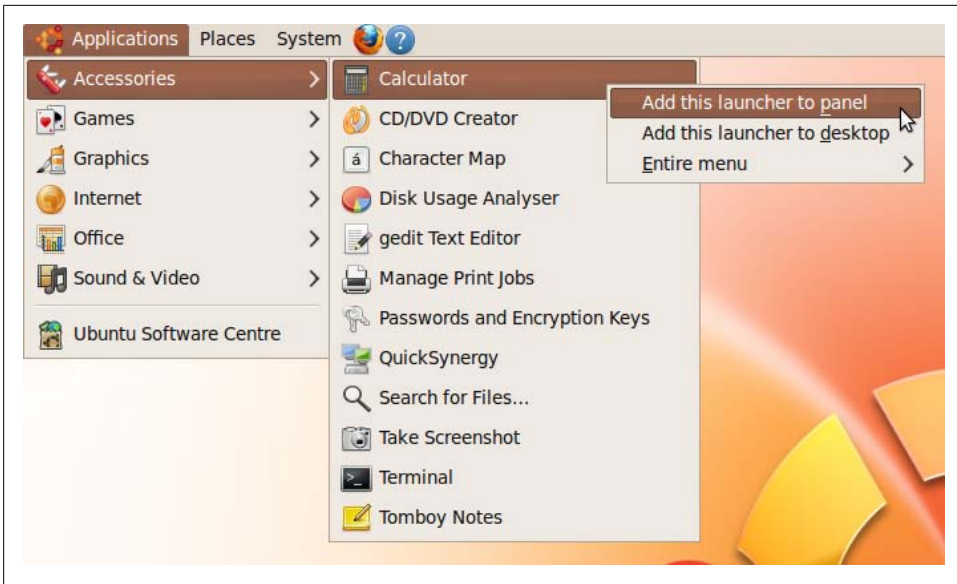 Applications Places System
Accessories
Games
Graphics
Internet
Office
Sound & Video
Ubuntu Software Centre
Calculator
CD/DVD Creator
Character Map
Disk Usage Analyser
gedit Text Editor
Manage Print Jobs
Passwords and Encryption Keys
QuickSynergy
Search for Files...
Take Screenshot
Terminal
Tomboy Notes
Add this launcher to panel
Add this launcher to desktop
Entire menu